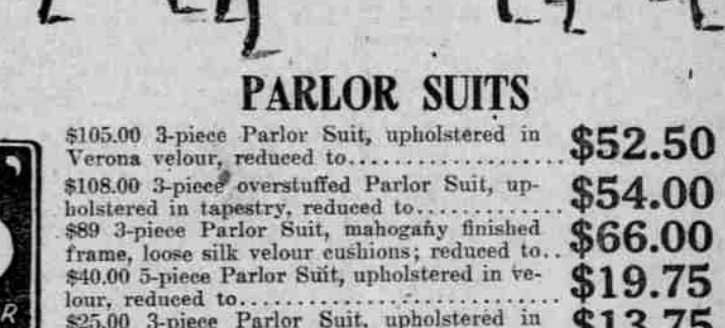 PARLOR SUITS
$105.00 3-piece Parlor Suit, upholstered in
Verona velour, reduced to.................. $52.50
$108.00 3-piece overstuffed Parlor Suit, up-
holstered in tapestry, reduced to............. $54.00
$89 3-piece Parlor Suit, mahogany finished
frame, loose silk velour cushions; reduced to.. $66.00
$40.00 5-piece Parlor Suit, upholstered in ve-
lour, reduced to............................ $19.75
$25.00 3-piece Parlor Suit, upholstered in $13.75
R